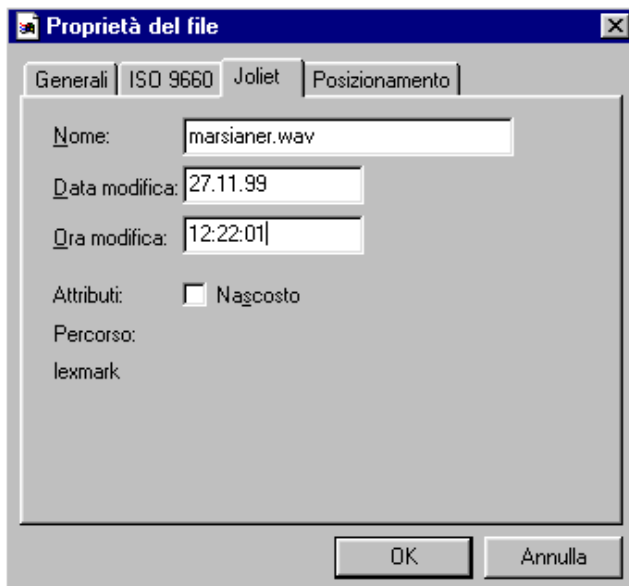 Proprietà del file
Generali ISO 9660 Joliet Posizionamento
Nome: marsianer.wav
Data modifica: 27.11.99
Ora modifica: 12:22:01
Attributi: Nascosto
Percorso:
lexmark
OK Annulla